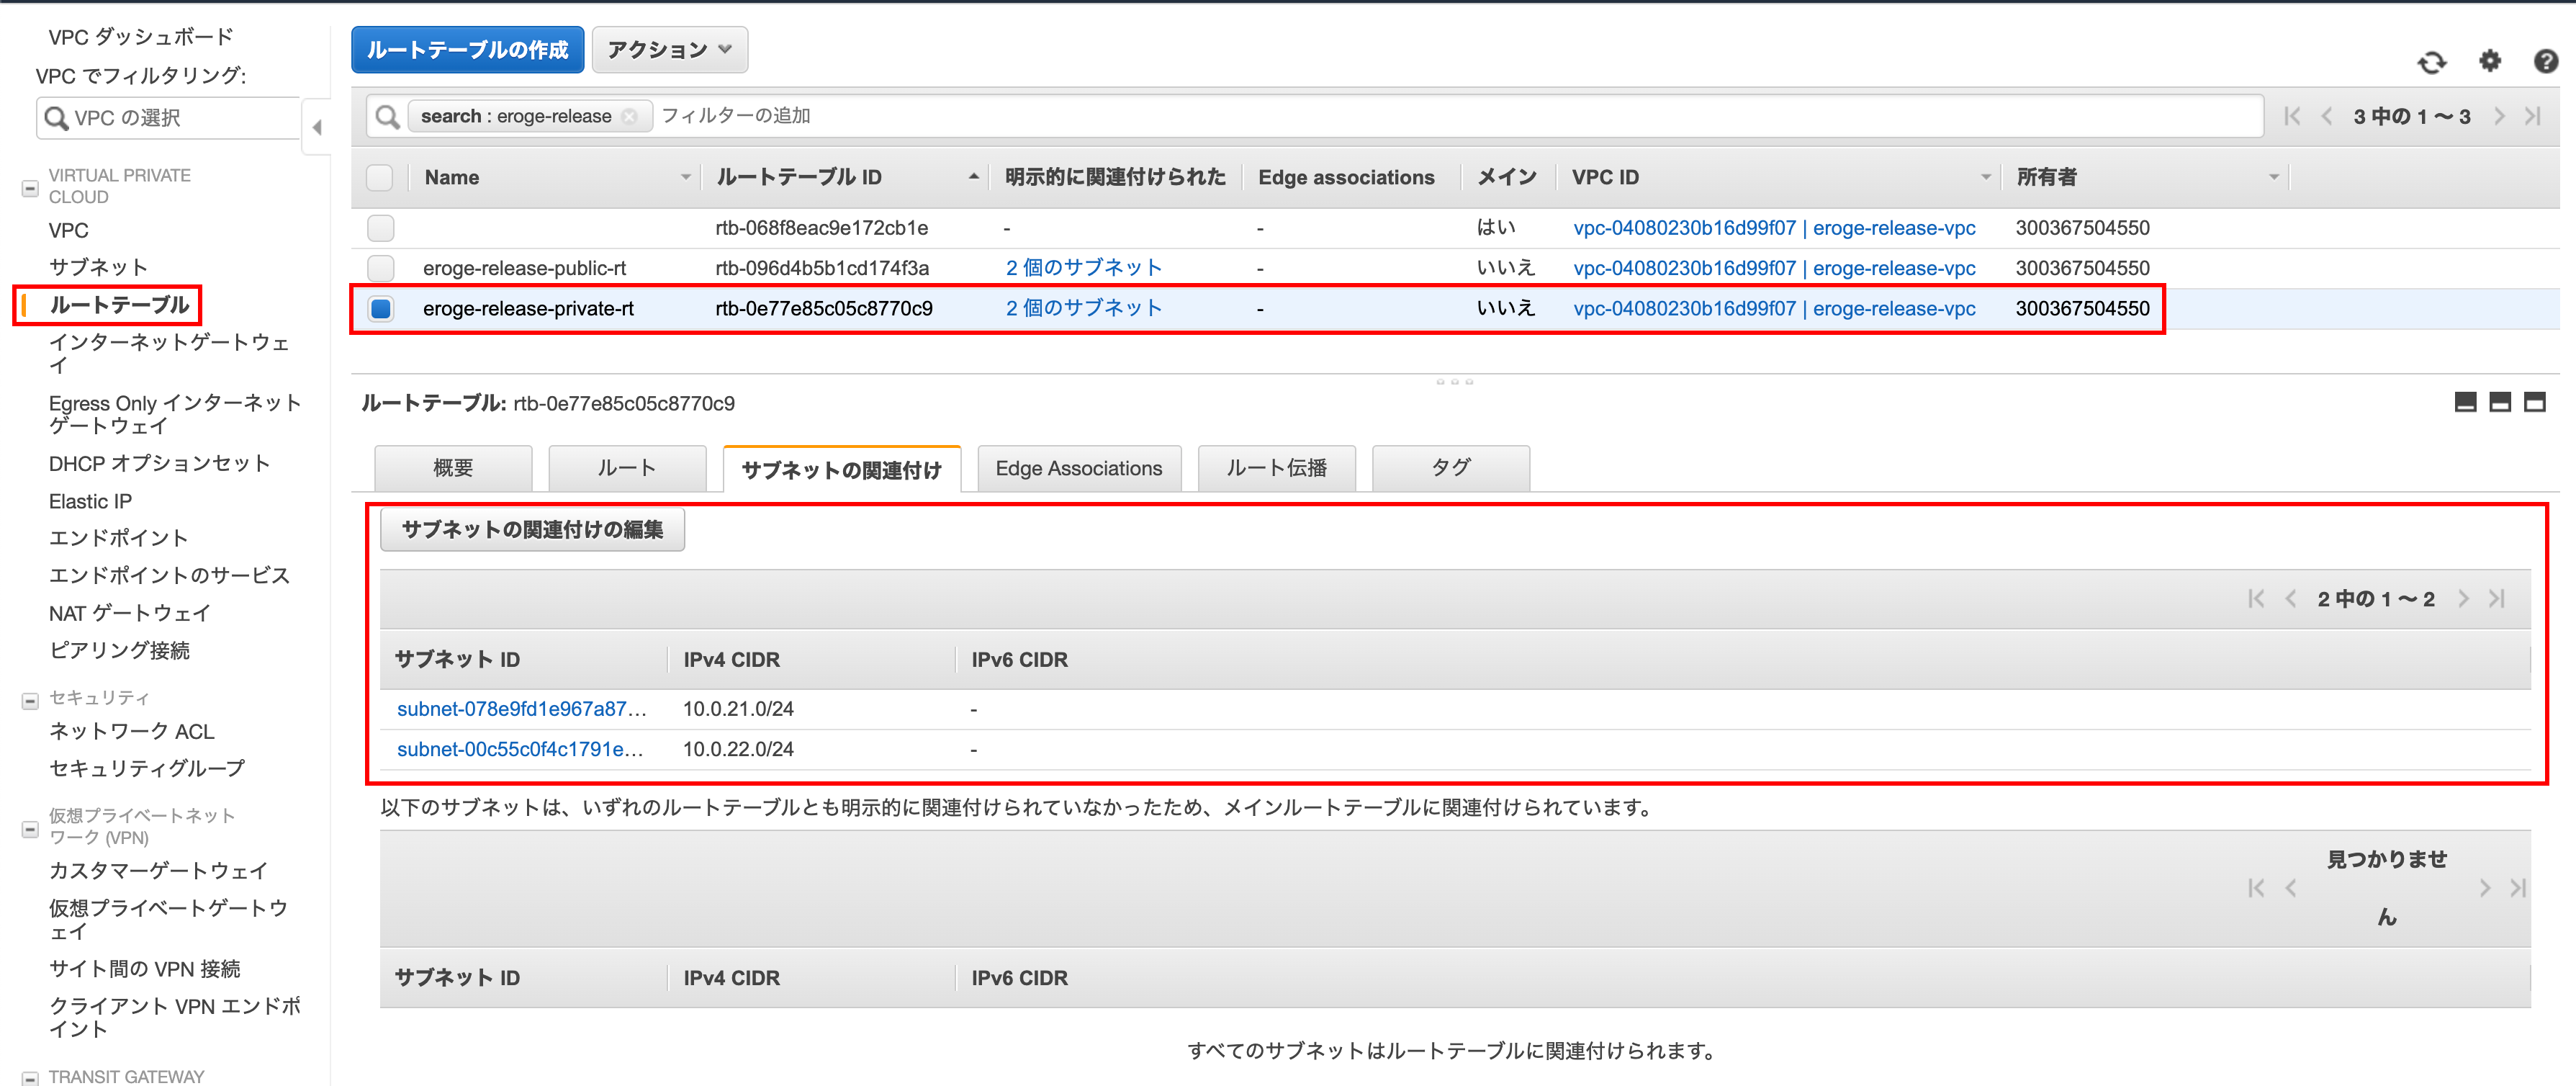 VPC ダッシュボード
VPC でフィルタリング:
VPC の選択
VIRTUAL PRIVATE
CLOUD
VPC
サブネット
ルートテーブル
インターネットゲートウェ
イ
Egress Only インターネット
ゲートウェイ
DHCP オプションセット
Elastic IP
エンドポイント
エンドポイントのサービス
NAT ゲートウェイ
ピアリング接続
セキュリティ
ネットワーク ACL
セキュリティグループ
仮想プライベートネット
ワーク (VPN)
カスタマーゲートウェイ
仮想プライベートゲートウ
ェイ
サイト間の VPN 接続
クライアント VPN エンドポ
イント
TRANSIT GATEWAY
ルートテーブルの作成 アクション
search : eroge-release フィルターの追加 3 中の 1 〜 3
Name ルートテーブル ID 明示的に関連付けられた Edge associations メイン VPC ID 所有者
rtb-068f8eac9e172cb1e - - はい vpc-04080230b16d99f07 | eroge-release-vpc 300367504550
eroge-release-public-rt rtb-096d4b5b1cd174f3a 2 個のサブネット - いいえ vpc-04080230b16d99f07 | eroge-release-vpc 300367504550
eroge-release-private-rt rtb-0e77e85c05c8770c9 2 個のサブネット - いいえ vpc-04080230b16d99f07 | eroge-release-vpc 300367504550
ルートテーブル: rtb-0e77e85c05c8770c9
概要 ルート サブネットの関連付け Edge Associations ルート伝播 タグ
サブネットの関連付けの編集
2 中の 1 〜 2
サブネット ID IPv4 CIDR IPv6 CIDR
subnet-078e9fd1e967a87... 10.0.21.0/24 -
subnet-00c55c0f4c1791e... 10.0.22.0/24 -
以下のサブネットは、いずれのルートテーブルとも明示的に関連付けられていなかったため、メインルートテーブルに関連付けられています。
見つかりませ
ん
サブネット ID IPv4 CIDR IPv6 CIDR
すべてのサブネットはルートテーブルに関連付けられます。